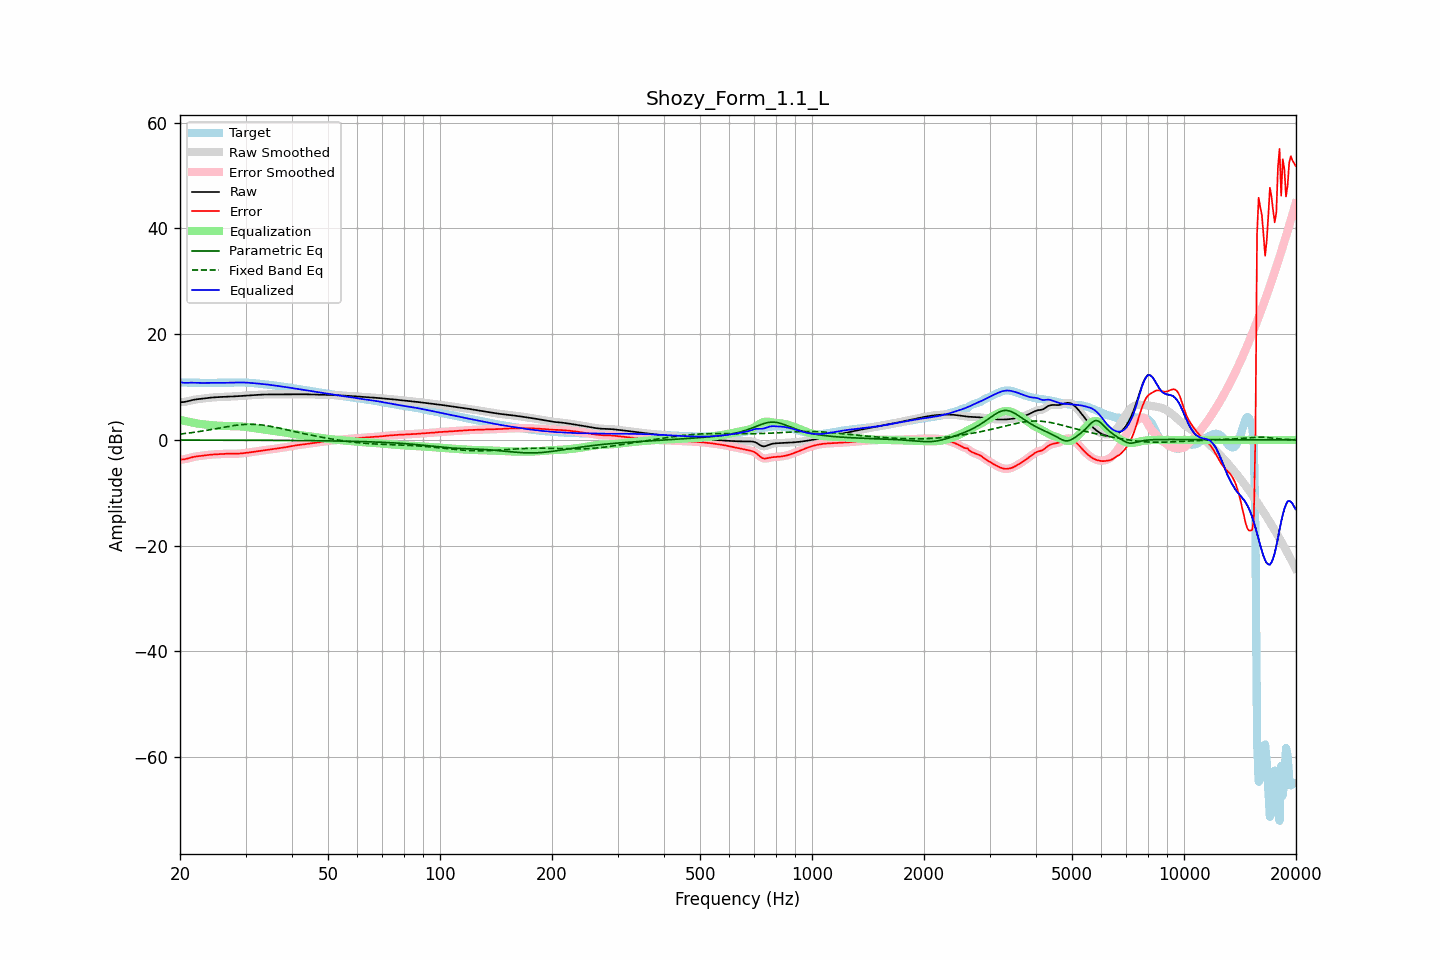 Shozy_Form_1.1_L
Target
Raw Smoothed
Error Smoothed
Raw
Error
Equalization
Parametric Eq
Fixed Band Eq
Equalized
60
40
20
0
−20
−40
−60
Amplitude (dBr)
20 50 100 200 500 1000 2000 5000 10000 20000
Frequency (Hz)